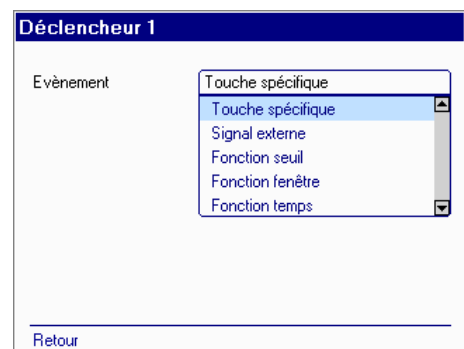 Déclencheur 1
Evènement
Touche spécifique
Touche spécifique
Signal externe
Fonction seuil
Fonction fenêtre
Fonction temps
Retour